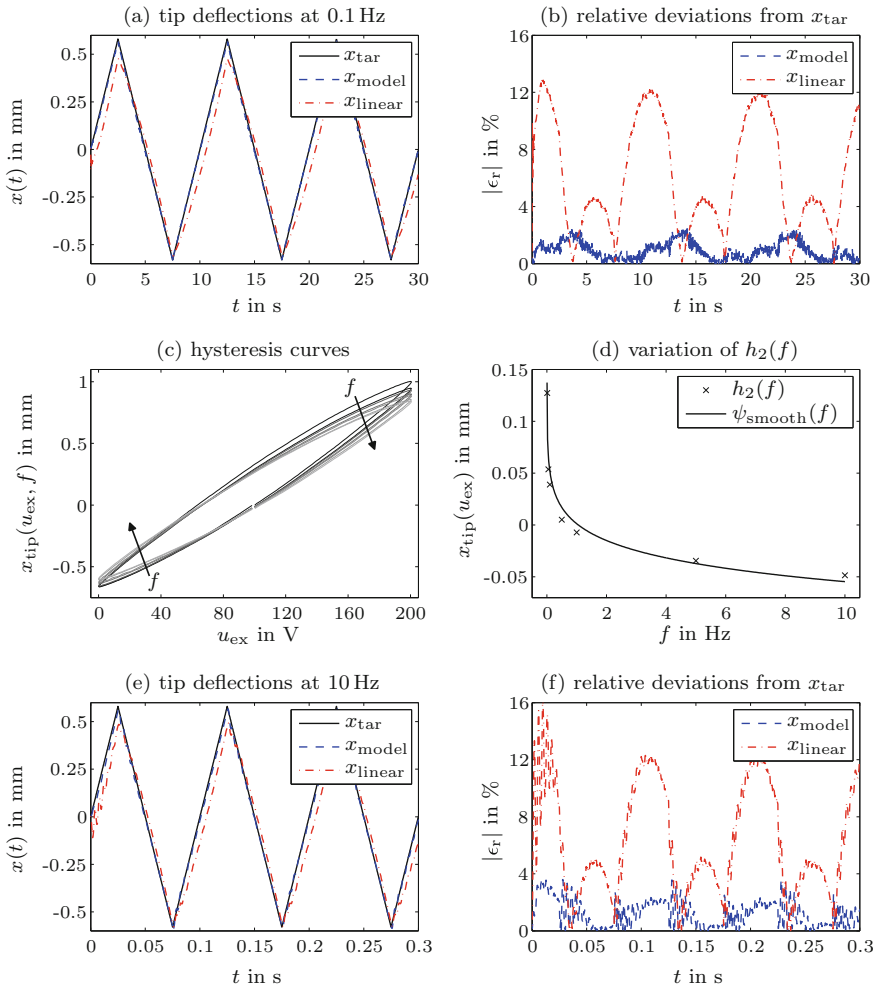 (a) tip deflections at 0.1 Hz
x(t) in mm
0.5
0.25
0
-0.25
-0.5
x_tar
x_model
x_linear
0 5 10 15 20 25 30
t in s
(b) relative deviations from x_tar
|ϵ_r| in %
16
12
8
4
0
x_model
x_linear
0 5 10 15 20 25 30
t in s
(c) hysteresis curves
x_tip(u_ex, f) in mm
1
0.5
0
-0.5
f
f
0 40 80 120 160 200
u_ex in V
(d) variation of h_2(f)
x_tip(u_ex) in mm
0.15
0.1
0.05
0
-0.05
h_2(f)
ψ_smooth(f)
0 2 4 6 8 10
f in Hz
(e) tip deflections at 10 Hz
x(t) in mm
0.5
0.25
0
-0.25
-0.5
x_tar
x_model
x_linear
0 0.05 0.1 0.15 0.2 0.25 0.3
t in s
(f) relative deviations from x_tar
|ϵ_r| in %
16
12
8
4
0
x_model
x_linear
0 0.05 0.1 0.15 0.2 0.25 0.3
t in s